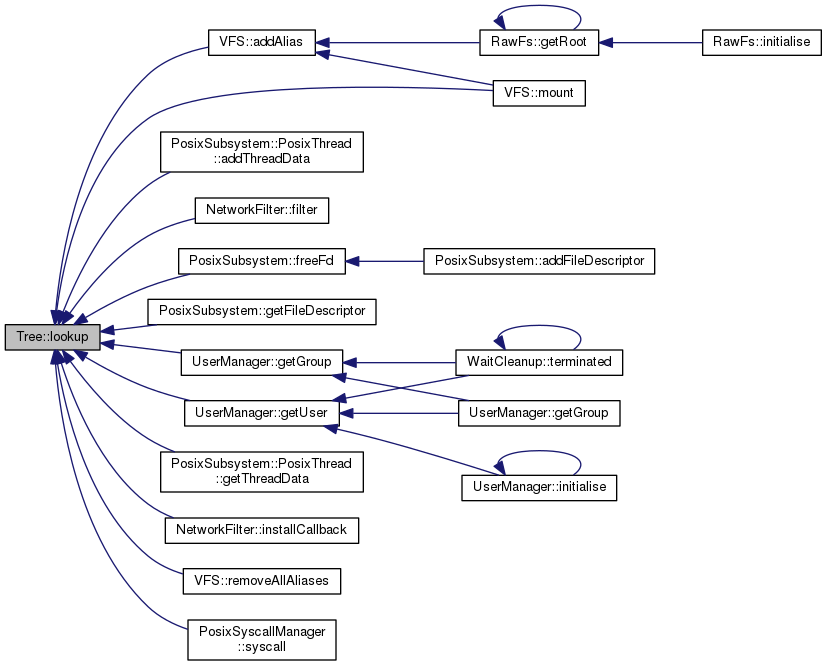 VFS::addAlias
RawFs::getRoot
RawFs::initialise
VFS::mount
PosixSubsystem::PosixThread
::addThreadData
NetworkFilter::filter
PosixSubsystem::freeFd
PosixSubsystem::addFileDescriptor
PosixSubsystem::getFileDescriptor
Tree::lookup
UserManager::getGroup
WaitCleanup::terminated
UserManager::getUser
UserManager::getGroup
PosixSubsystem::PosixThread
::getThreadData
UserManager::initialise
NetworkFilter::installCallback
VFS::removeAllAliases
PosixSyscallManager
::syscall